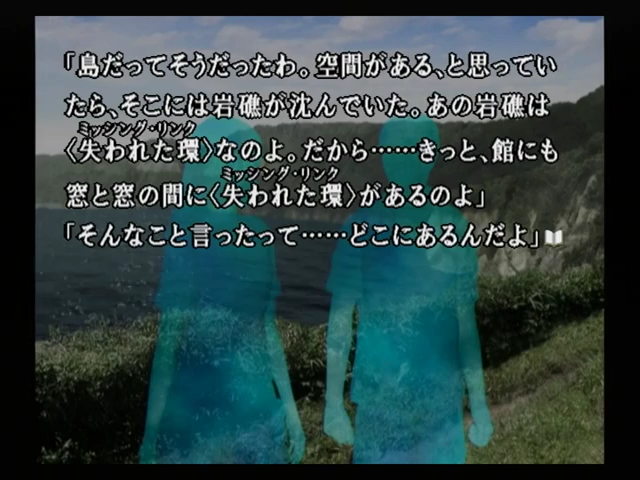 「島だってそうだったわ。空間がある、と思ってい
たら、そこには岩礁が沈んでいた。あの岩礁は
ミッシング・リンク
〈失われた環〉なのよ。だから……きっと、館にも
ミッシング・リンク
窓と窓の間に〈失われた環〉があるのよ」
「そんなこと言ったって……どこにあるんだよ」